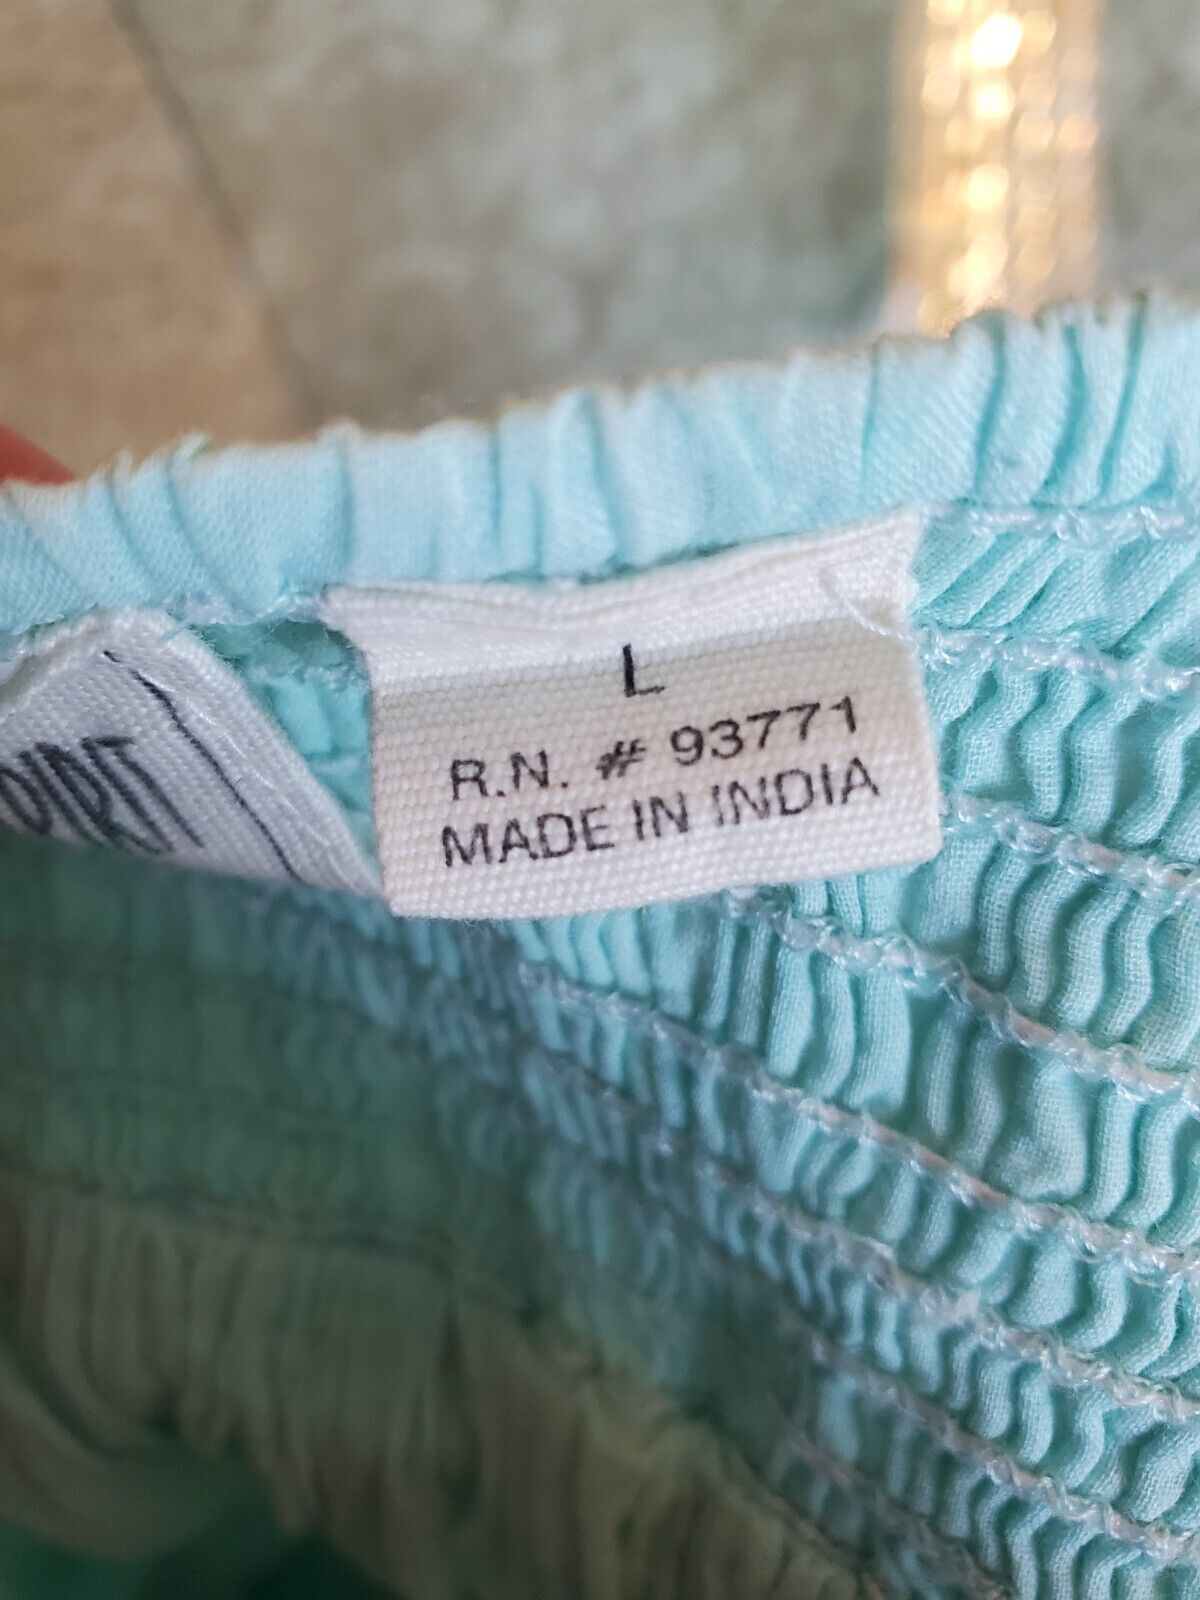 L
R.N. # 93771
MADE IN INDIA